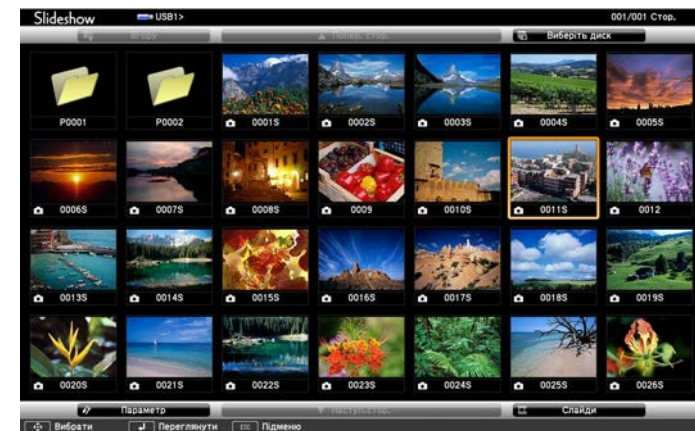 Slideshow USB1> 001/001 Стор.
Вгору ▲ Попер. стор. Виберіть диск
P0001 P0002 0001S 0002S 0003S 0004S 0005S
0006S 0007S 0008S 0009 0010S 0011S 0012
0013S 0014S 0015S 0016S 0017S 0018S 0019S
0020S 0021S 0022S 0023S 0024S 0025S 0026S
Параметр ▼ Наступ.стор. Слайди
Вибрати Переглянути Esc Підменю